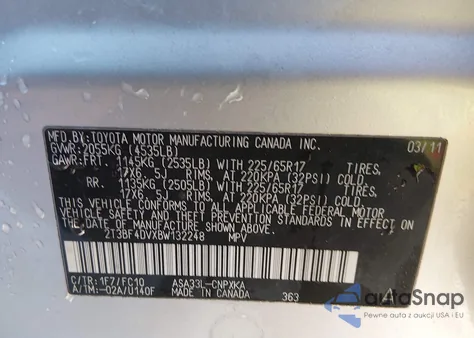 MFD.BY:TOYOTA MOTOR MANUFACTURING CANADA INC.
GVWR: 2055KG (4535LB) 03/11
GAWR:FRT. 1145KG (2535LB) WITH 225/65R17 TIRES,
17X6.5J RIMS, AT 220KPA (32PSI) COLD.
RR. 1135KG (2505LB) WITH 225/65R17 TIRES,
17X6.5J RIMS, AT 220KPA (32PSI) COLD.
THIS VEHICLE CONFORMS TO ALL APPLICABLE FEDERAL MOTOR
VEHICLE SAFETY STANDARDS IN EFFECT ON THE DATE OF
MANUFACTURE SHOWN ABOVE.
2T3BF4DVXBW132248 MPV
C/TR:1F7/FC10 ASA33L-CNPXKA
A/TM:-02A/U140F MADE IN CANADA 363 A
autoSnap
Pewne auta z aukcji USA i EU